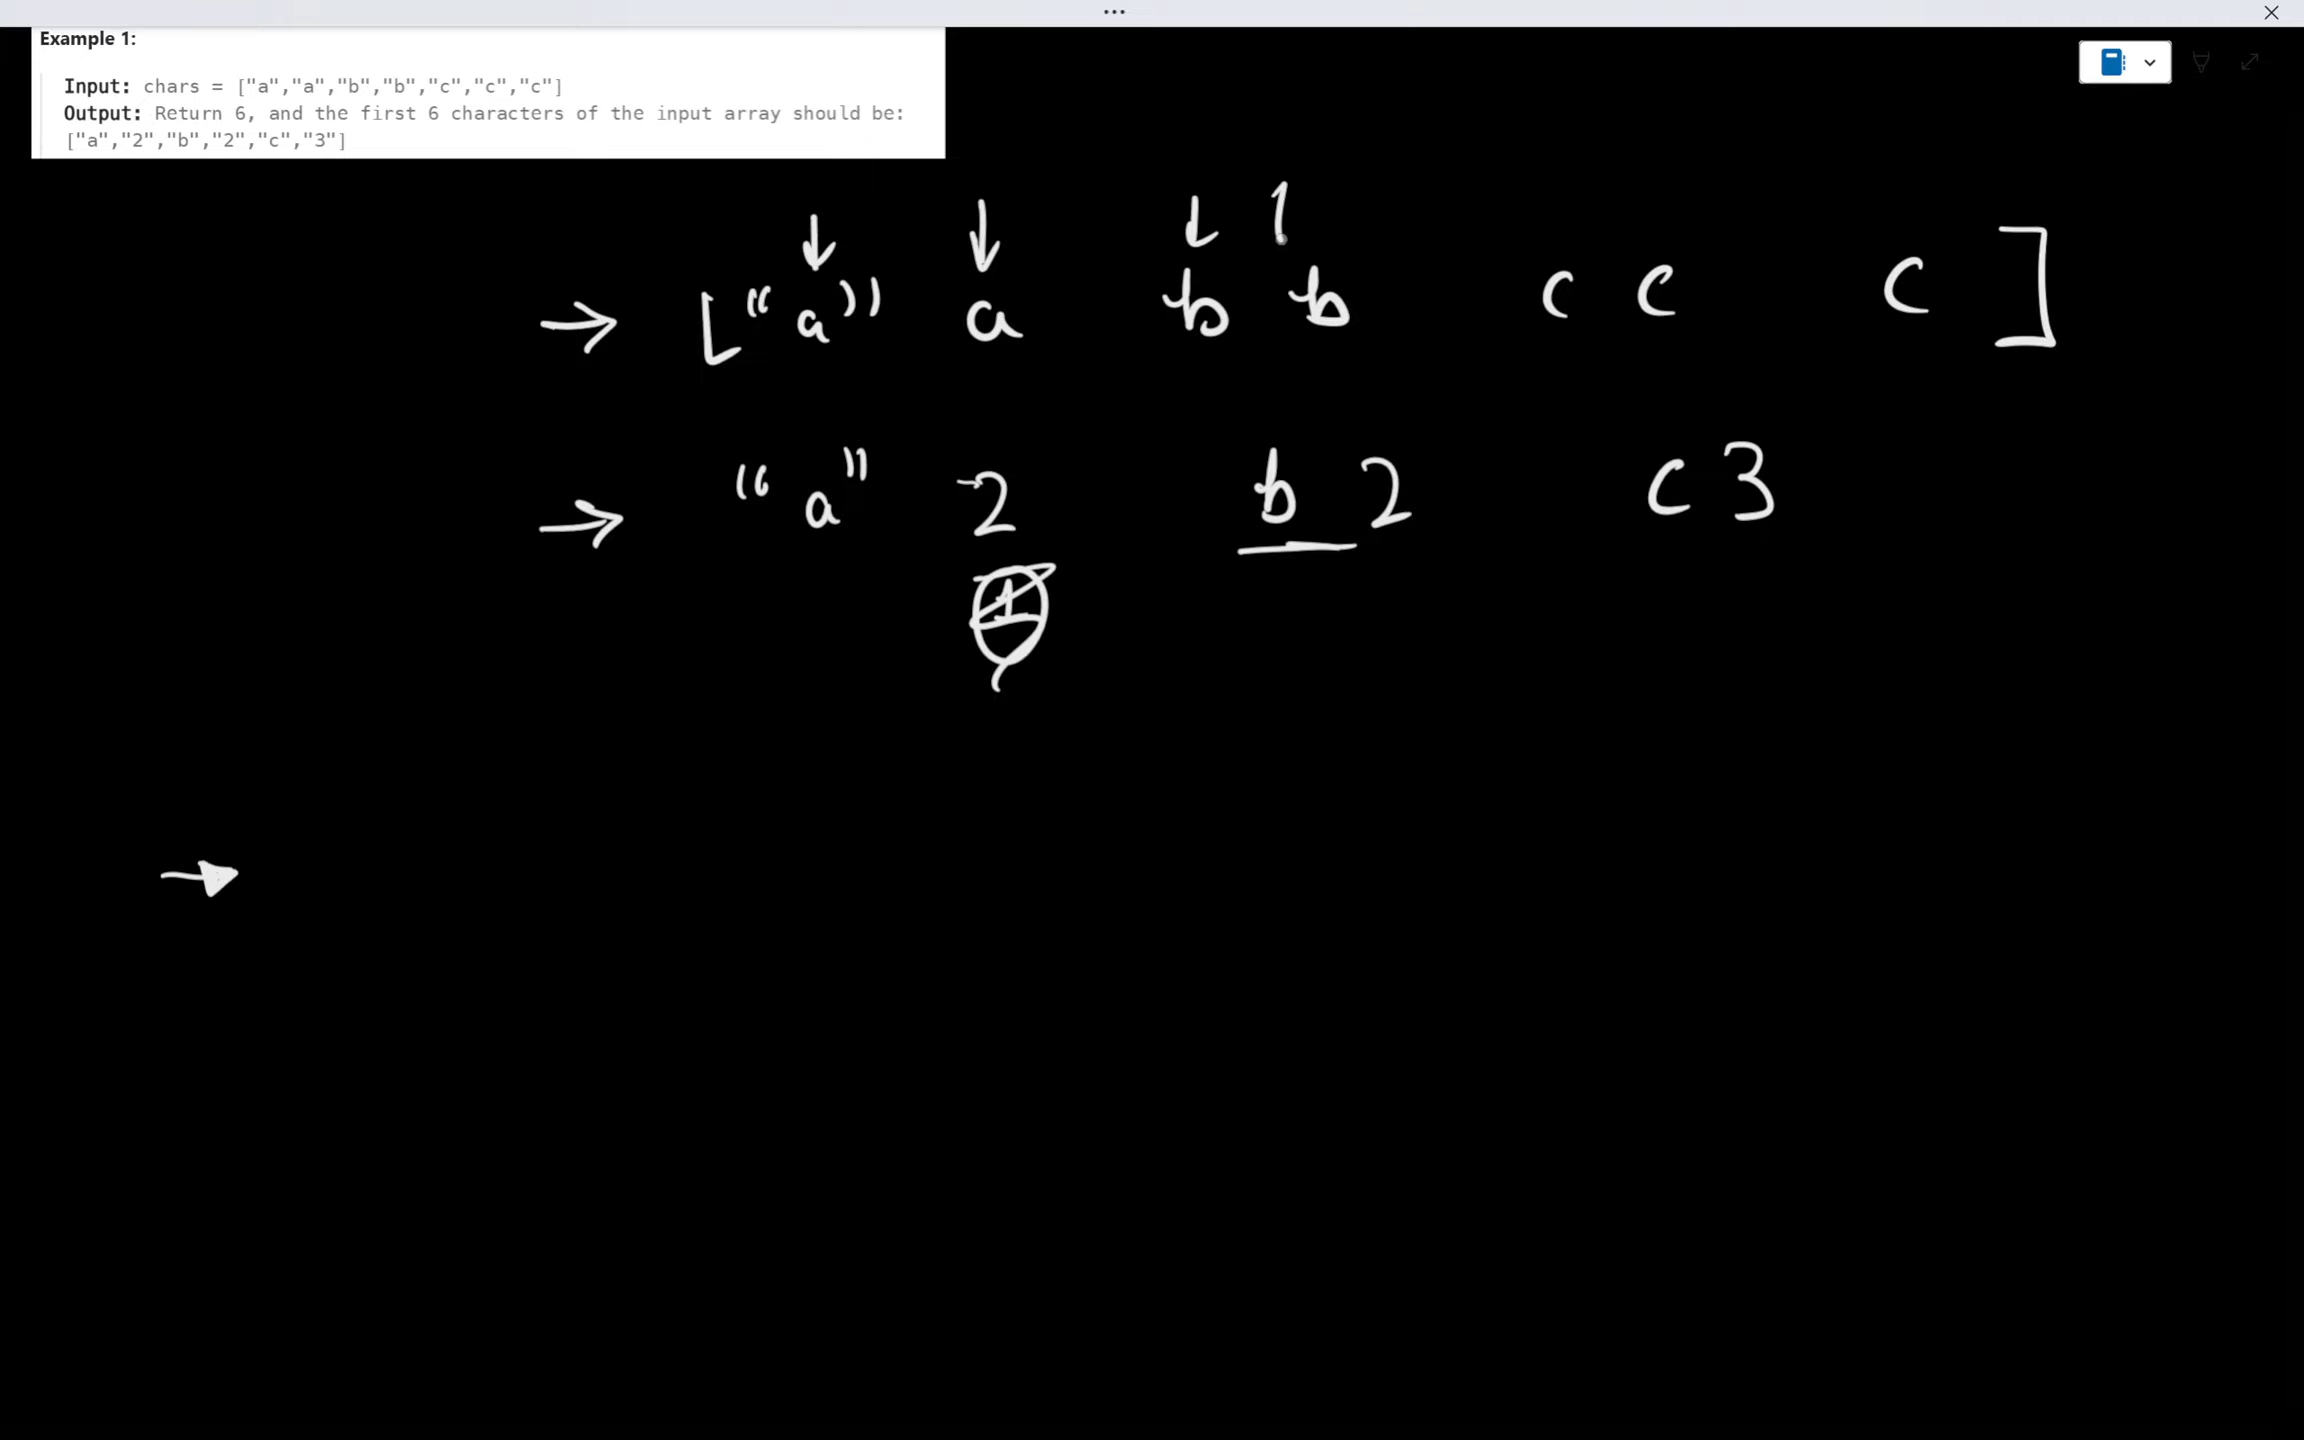 Example 1:
Input: chars = ["a","a","b","b","c","c","c"]
Output: Return 6, and the first 6 characters of the input array should be:
["a","2","b","2","c","3"]
→ ["a" a b b c c c ]
→ "a" 2 b 2 c 3
1
→